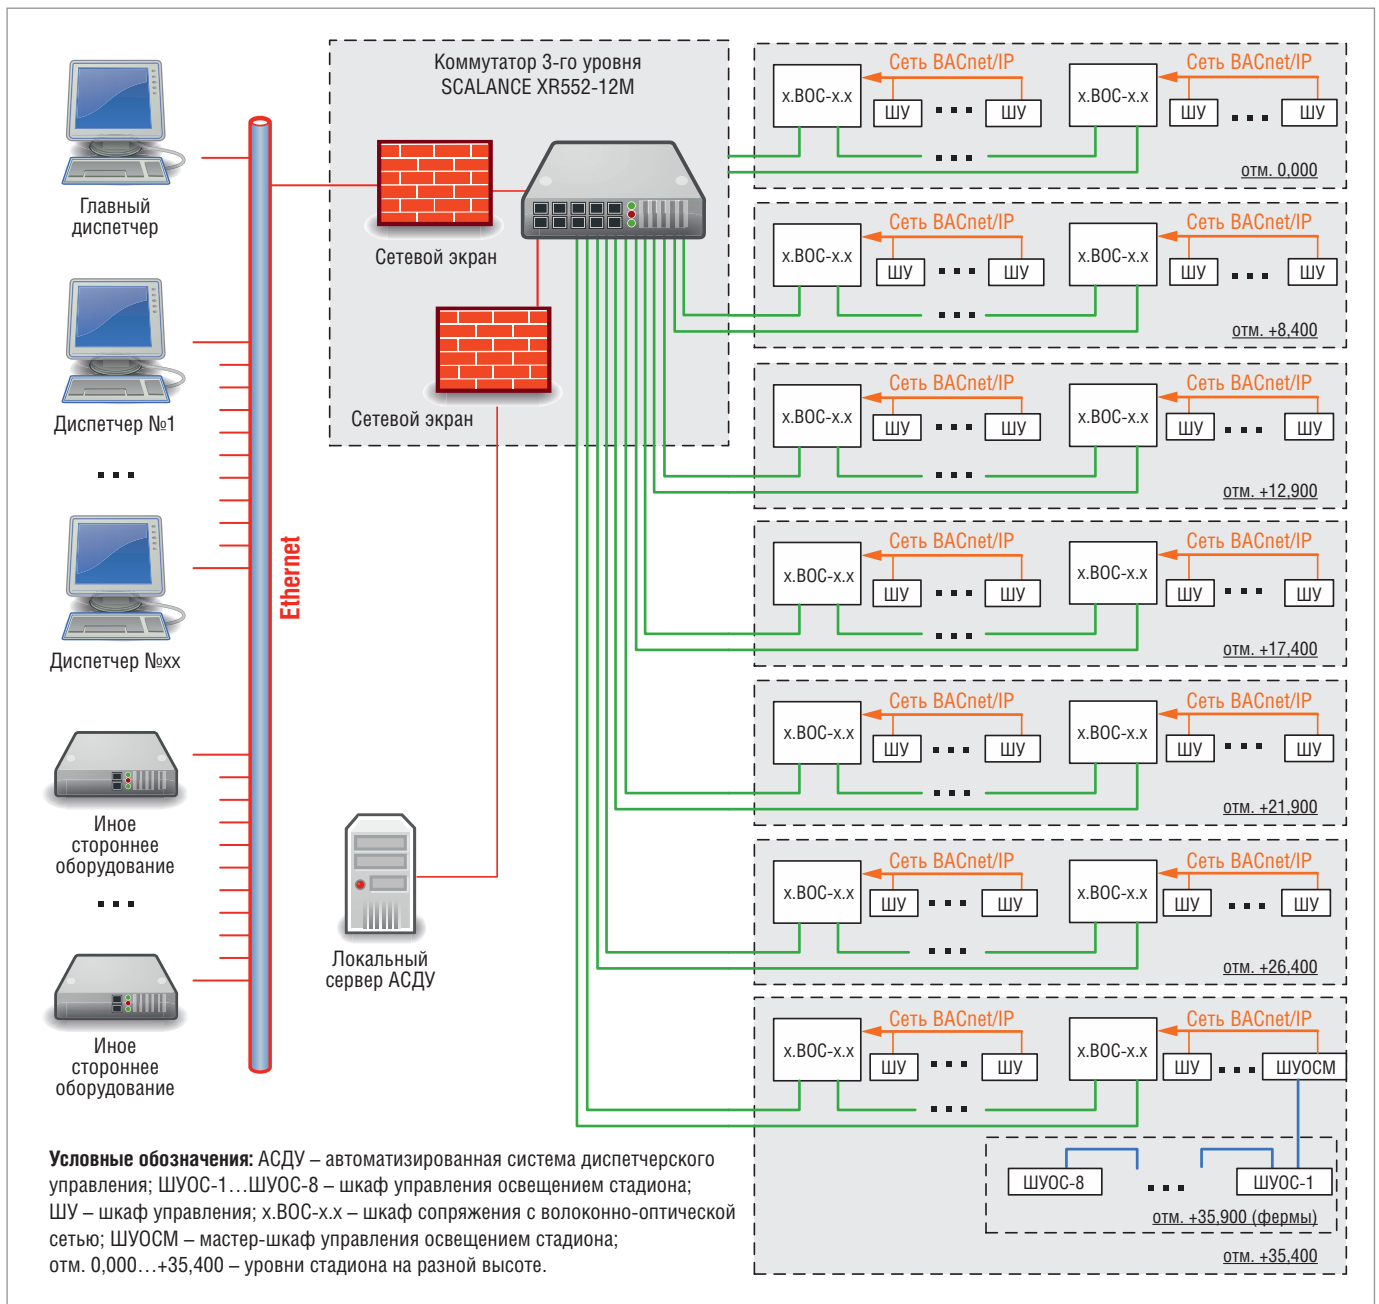 Главный
диспетчер
Диспетчер №1
Диспетчер №xx
Иное
стороннее
оборудование
Иное
стороннее
оборудование
Ethernet
Коммутатор 3-го уровня
SCALANCE XR552-12M
Сетевой экран
Сетевой экран
Локальный
сервер АСДУ
x.ВОС-x.x
Сеть BACnet/IP
ШУ
ШУ
x.ВОС-x.x
Сеть BACnet/IP
ШУ
ШУ
отм. 0,000
x.ВОС-x.x
Сеть BACnet/IP
ШУ
ШУ
x.ВОС-x.x
Сеть BACnet/IP
ШУ
ШУ
отм. +8,400
x.ВОС-x.x
Сеть BACnet/IP
ШУ
ШУ
x.ВОС-x.x
Сеть BACnet/IP
ШУ
ШУ
отм. +12,900
x.ВОС-x.x
Сеть BACnet/IP
ШУ
ШУ
x.ВОС-x.x
Сеть BACnet/IP
ШУ
ШУ
отм. +17,400
x.ВОС-x.x
Сеть BACnet/IP
ШУ
ШУ
x.ВОС-x.x
Сеть BACnet/IP
ШУ
ШУ
отм. +21,900
x.ВОС-x.x
Сеть BACnet/IP
ШУ
ШУ
x.ВОС-x.x
Сеть BACnet/IP
ШУ
ШУ
отм. +26,400
x.ВОС-x.x
Сеть BACnet/IP
ШУ
ШУ
x.ВОС-x.x
Сеть BACnet/IP
ШУ
ШУОСМ
ШУОС-8
ШУОС-1
отм. +35,900 (фермы)
отм. +35,400
Условные обозначения: АСДУ – автоматизированная система диспетчерского
управления; ШУОС-1...ШУОС-8 – шкаф управления освещением стадиона;
ШУ – шкаф управления; x.ВОС-x.x – шкаф сопряжения с волоконно-оптической
сетью; ШУОСМ – мастер-шкаф управления освещением стадиона;
отм. 0,000...+35,400 – уровни стадиона на разной высоте.